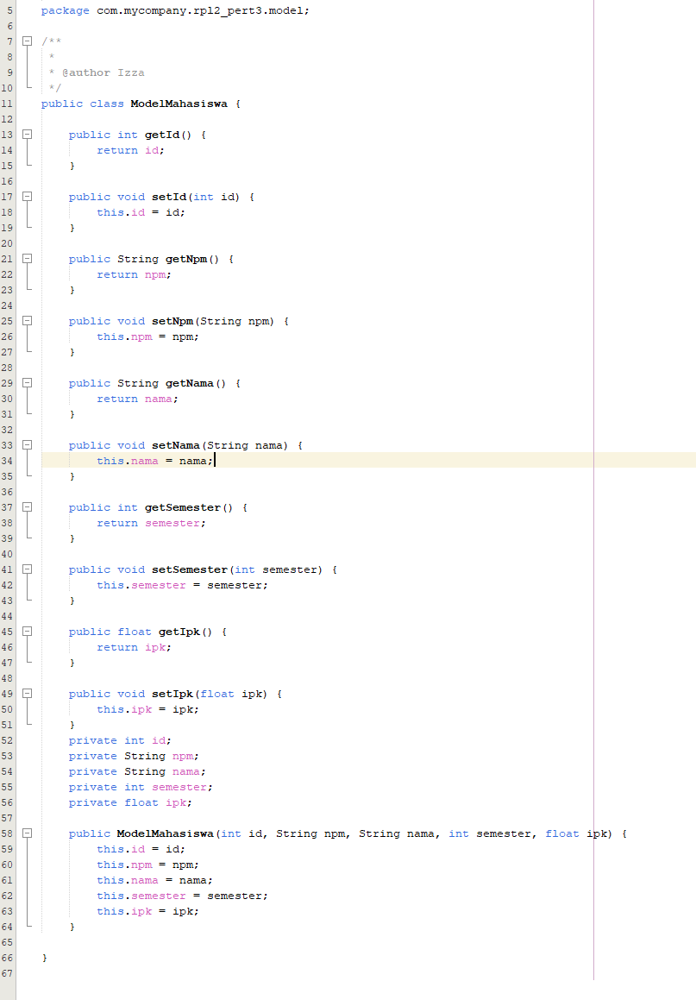 5 package com.mycompany.rpl2_pert3.model;
6
7 /**
8 *
9 * @author Izza
10 */
11 public class ModelMahasiswa {
12
13 public int getId() {
14 return id;
15 }
16
17 public void setId(int id) {
18 this.id = id;
19 }
20
21 public String getNpm() {
22 return npm;
23 }
24
25 public void setNpm(String npm) {
26 this.npm = npm;
27 }
28
29 public String getNama() {
30 return nama;
31 }
32
33 public void setNama(String nama) {
34 this.nama = nama;
35 }
36
37 public int getSemester() {
38 return semester;
39 }
40
41 public void setSemester(int semester) {
42 this.semester = semester;
43 }
44
45 public float getIpk() {
46 return ipk;
47 }
48
49 public void setIpk(float ipk) {
50 this.ipk = ipk;
51 }
52 private int id;
53 private String npm;
54 private String nama;
55 private int semester;
56 private float ipk;
57
58 public ModelMahasiswa(int id, String npm, String nama, int semester, float ipk) {
59 this.id = id;
60 this.npm = npm;
61 this.nama = nama;
62 this.semester = semester;
63 this.ipk = ipk;
64 }
65
66 }
67